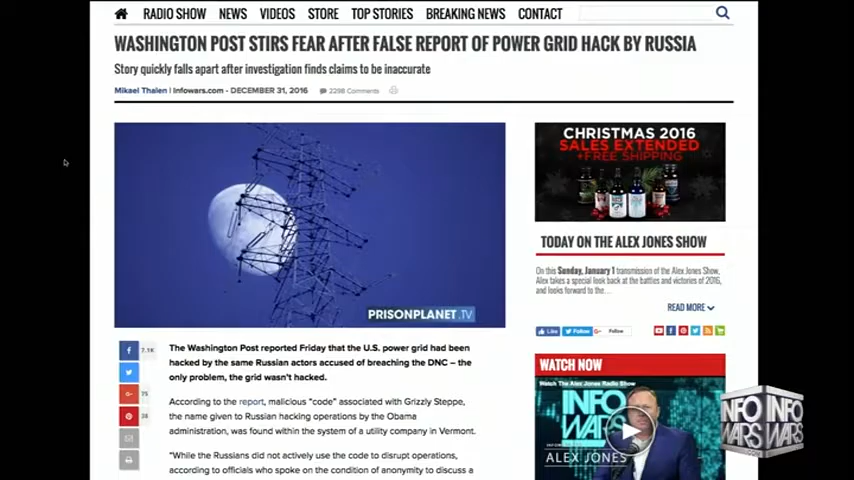 RADIO SHOW NEWS VIDEOS STORE TOP STORIES BREAKING NEWS CONTACT
WASHINGTON POST STIRS FEAR AFTER FALSE REPORT OF POWER GRID HACK BY RUSSIA
Story quickly falls apart after investigation finds claims to be inaccurate
Mikael Thalen | Infowars.com - DECEMBER 31, 2016 2298 Comments
PRISONPLANET.TV
7.1K
75
38
The Washington Post reported Friday that the U.S. power grid had been
hacked by the same Russian actors accused of breaching the DNC – the
only problem, the grid wasn't hacked.
According to the report, malicious "code" associated with Grizzly Steppe,
the name given to Russian hacking operations by the Obama
administration, was found within the system of a utility company in Vermont.
"While the Russians did not actively use the code to disrupt operations,
according to officials who spoke on the condition of anonymity to discuss a
CHRISTMAS 2016
SALES EXTENDED
+FREE SHIPPING
TODAY ON THE ALEX JONES SHOW
On this Sunday, January 1 transmission of the Alex Jones Show,
Alex takes a special look back at the battles and victories of 2016,
and looks forward to the...
READ MORE
Like Follow Follow
WATCH NOW
Watch The Alex Jones Radio Show
INFO
WARS
ALEX JONES
INFO INFO
WARS WARS